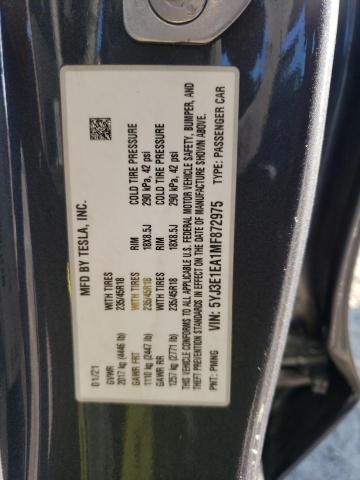 MFD BY TESLA, INC.
01/21
GVWR WITH TIRES RIM COLD TIRE PRESSURE
2017 kg (4446 lb) 235/45R18 18X8.5J 290 kPa, 42 psi
GAWR FRT WITH TIRES RIM COLD TIRE PRESSURE
1110 kg (2447 lb) 235/45R18 18X8.5J 290 kPa, 42 psi
GAWR RR
1257 kg (2771 lb)
THIS VEHICLE CONFORMS TO ALL APPLICABLE U.S. FEDERAL MOTOR VEHICLE SAFETY, BUMPER, AND
THEFT PREVENTION STANDARDS IN EFFECT ON THE DATE OF MANUFACTURE SHOWN ABOVE.
VIN: 5YJ3E1EA1MF872975 TYPE: PASSENGER CAR
PNT: PMNG